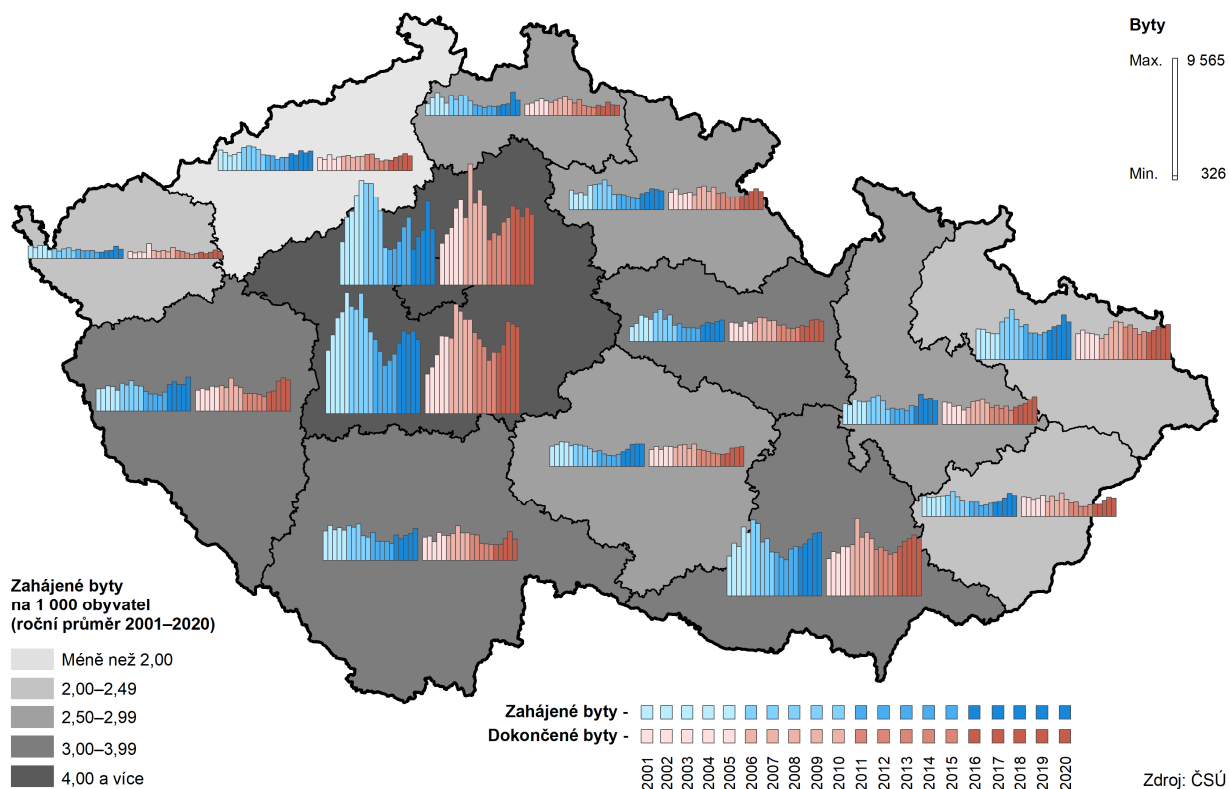 Byty
Max. 9 565
Min. 326
Zahájené byty
na 1 000 obyvatel
(roční průměr 2001–2020)
Méně než 2,00
2,00–2,49
2,50–2,99
3,00–3,99
4,00 a více
Zahájené byty -
Dokončené byty -
2001 2002 2003 2004 2005 2006 2007 2008 2009 2010 2011 2012 2013 2014 2015 2016 2017 2018 2019 2020
Zdroj: ČSÚ